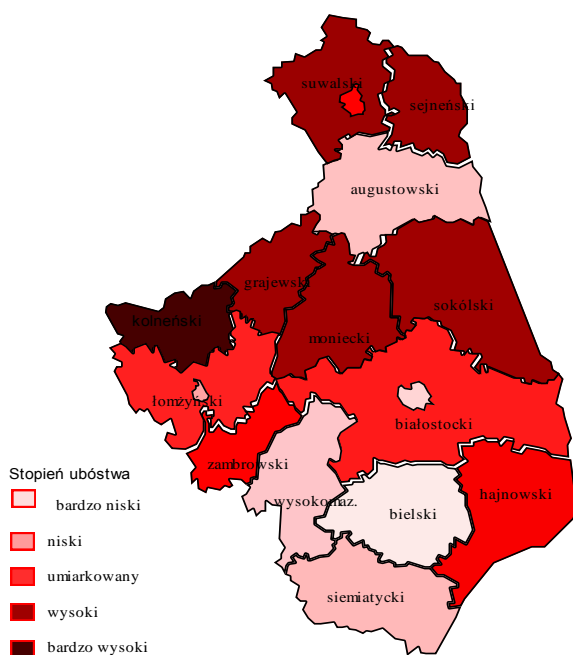 suwalski
sejneński
augustowski
grajewski
kolneński
moniecki
sokólski
łomżyński
białostocki
zambrowski
wysokomaz.
bielski
hajnowski
siemiatycki
Stopień ubóstwa
bardzo niski
niski
umiarkowany
wysoki
bardzo wysoki